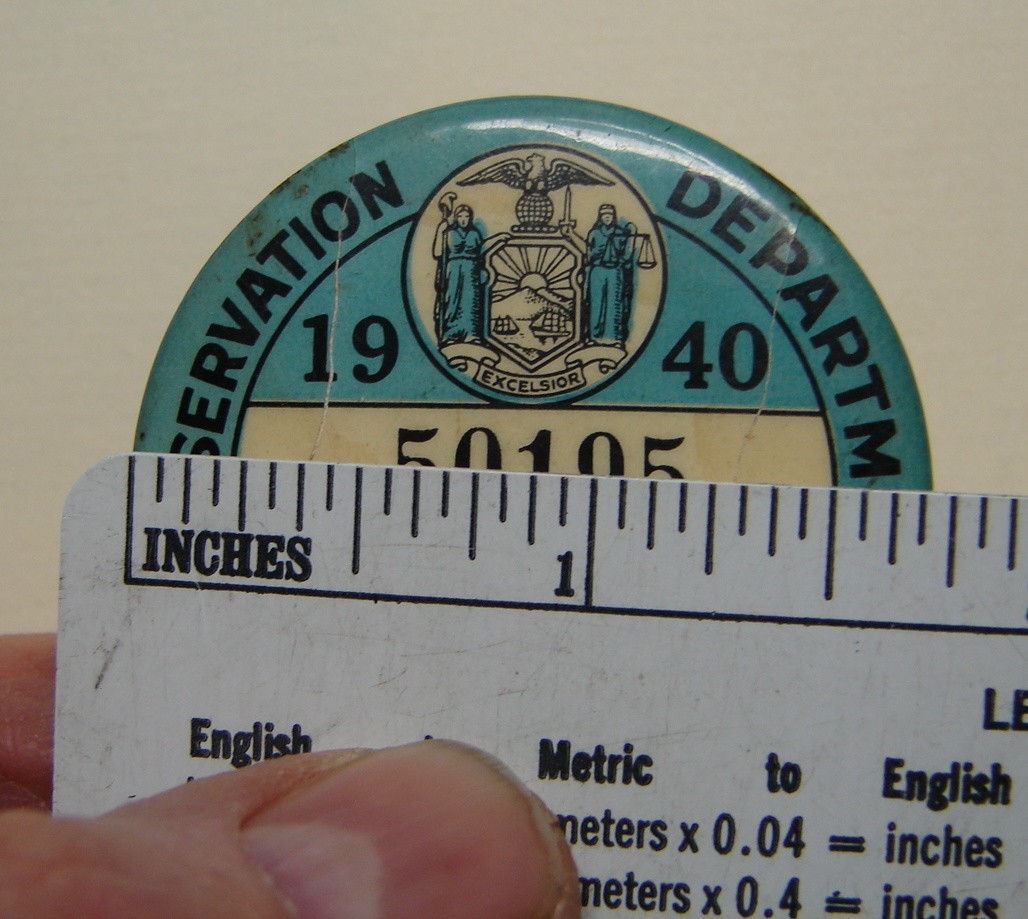 SERVATION DEPARTM
19 40
EXCELSIOR
50195
INCHES
1
LE
English Metric to English
meters x 0.04 = inches
meters x 0.4 = inches